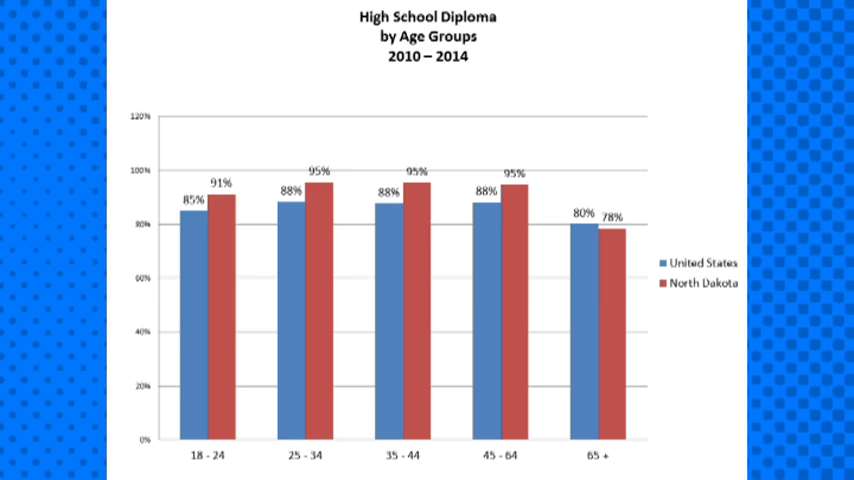 High School Diploma
by Age Groups
2010 – 2014
120%
100%
80%
60%
40%
20%
0%
85%
91%
88%
95%
88%
95%
88%
95%
80%
78%
18 - 24
25 - 34
35 - 44
45 - 64
65 +
United States
North Dakota